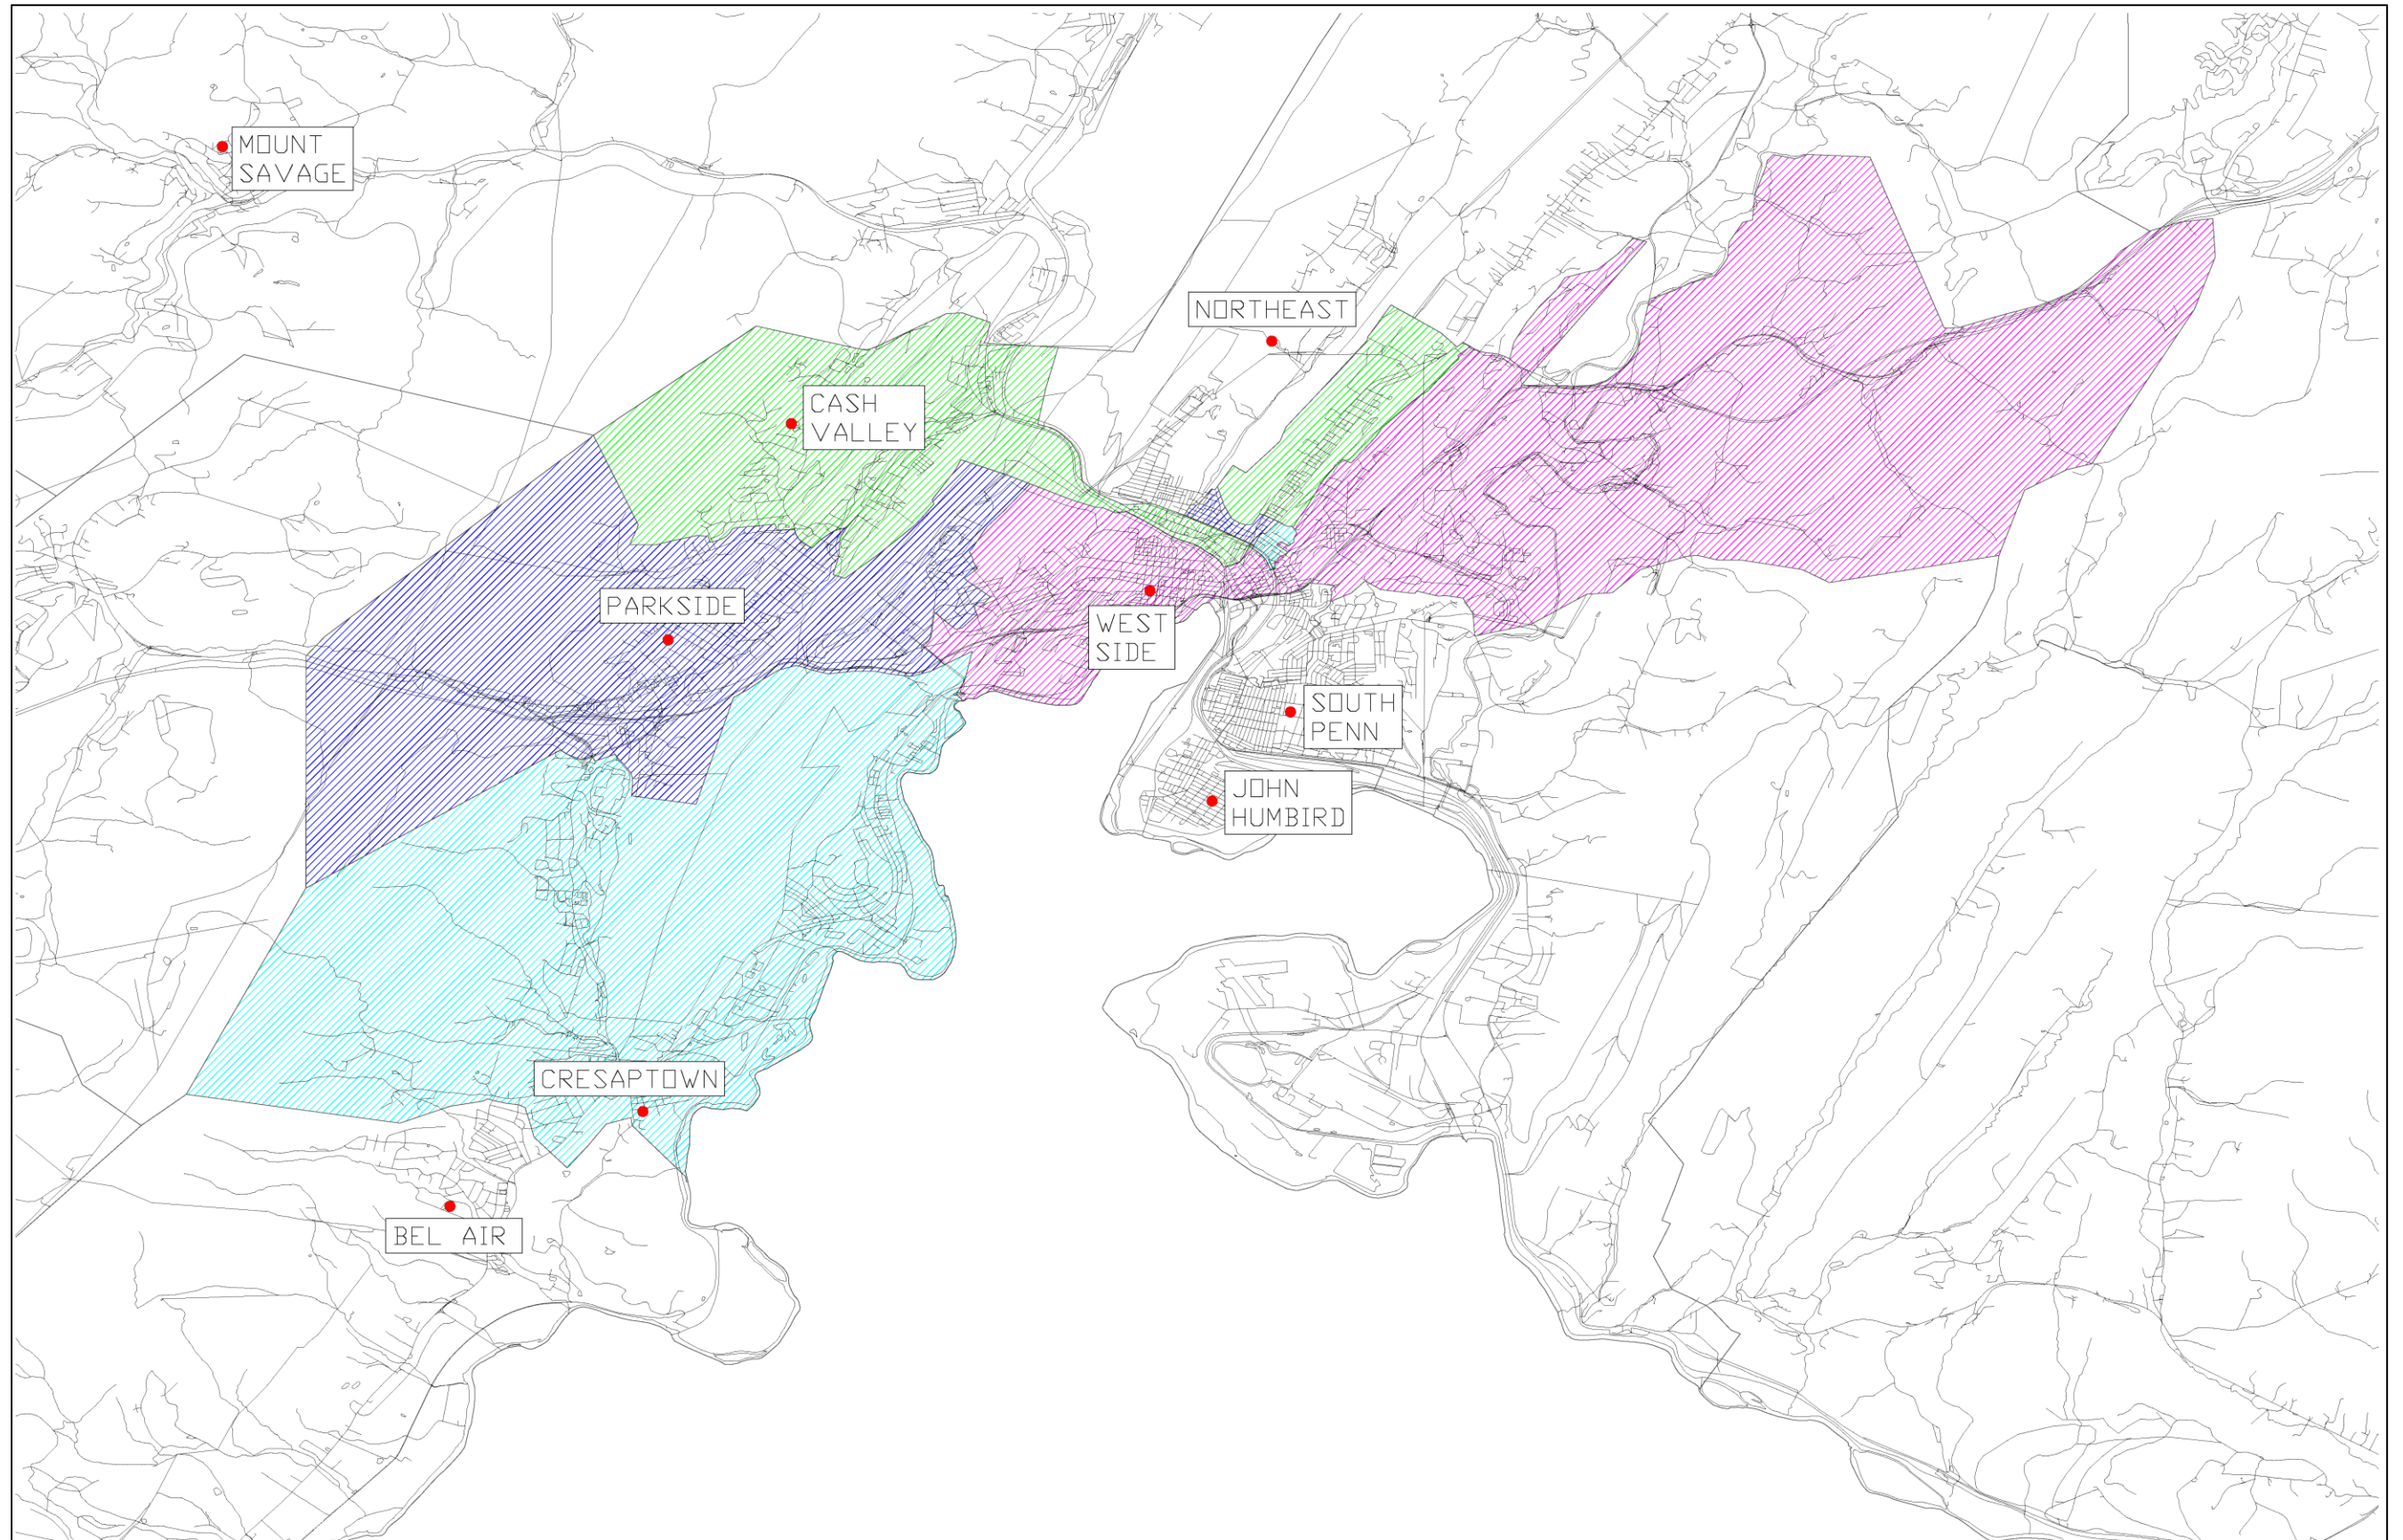 MOUNT
SAVAGE
NORTHEAST
CASH
VALLEY
PARKSIDE
WEST
SIDE
SOUTH
PENN
JOHN
HUMBIRD
CRESAPTOWN
BEL AIR